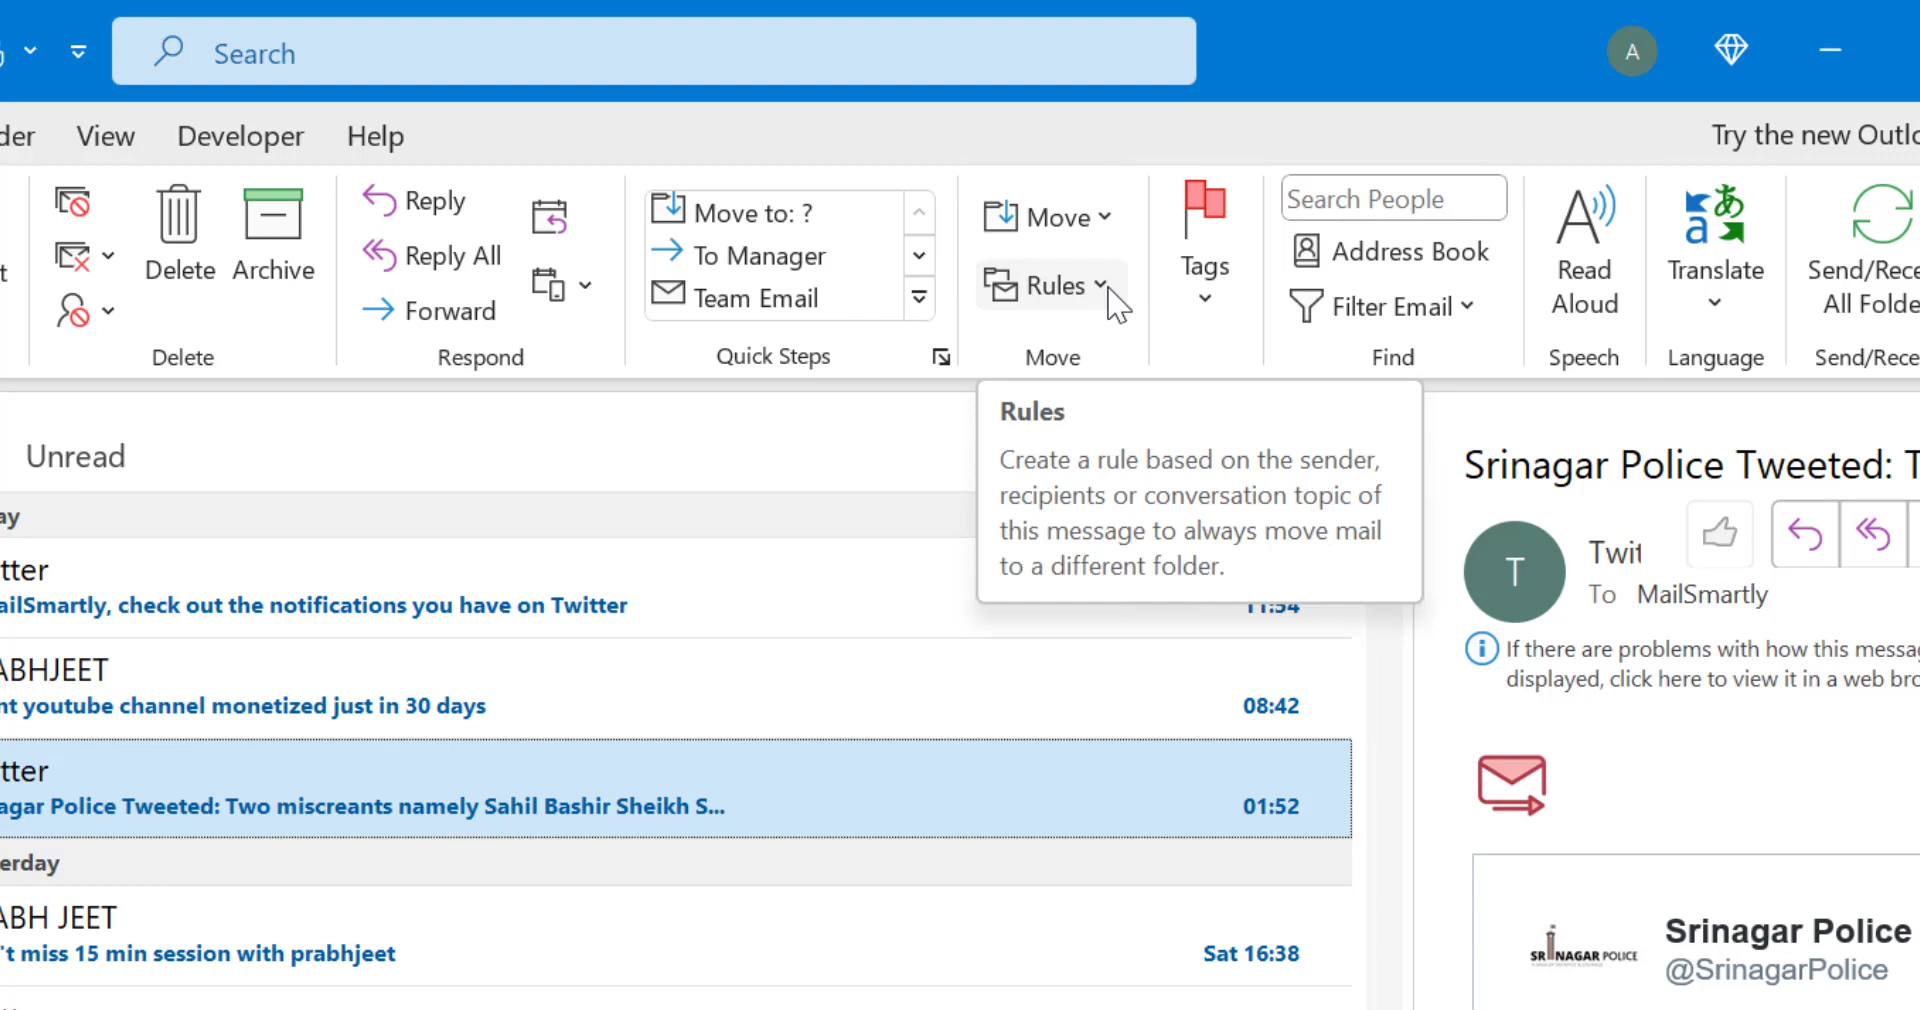 Search
A
der View Developer Help
Try the new Outlo
t
Delete
Archive
Delete
Reply
Reply All
Forward
Respond
Move to: ?
To Manager
Team Email
Quick Steps
Move
Rules
Move
Tags
Search People
Address Book
Filter Email
Find
Read
Aloud
Speech
Translate
Language
Send/Rece
All Folde
Send/Rece
Rules
Create a rule based on the sender,
recipients or conversation topic of
this message to always move mail
to a different folder.
Unread
ay
tter
ailSmartly, check out the notifications you have on Twitter
11:54
ABHJEET
nt youtube channel monetized just in 30 days
08:42
tter
agar Police Tweeted: Two miscreants namely Sahil Bashir Sheikh S...
01:52
erday
ABH JEET
't miss 15 min session with prabhjeet
Sat 16:38
Srinagar Police Tweeted: T
T
Twit
To MailSmartly
If there are problems with how this messag
displayed, click here to view it in a web bro
SRINAGAR POLICE
Srinagar Police
@SrinagarPolice